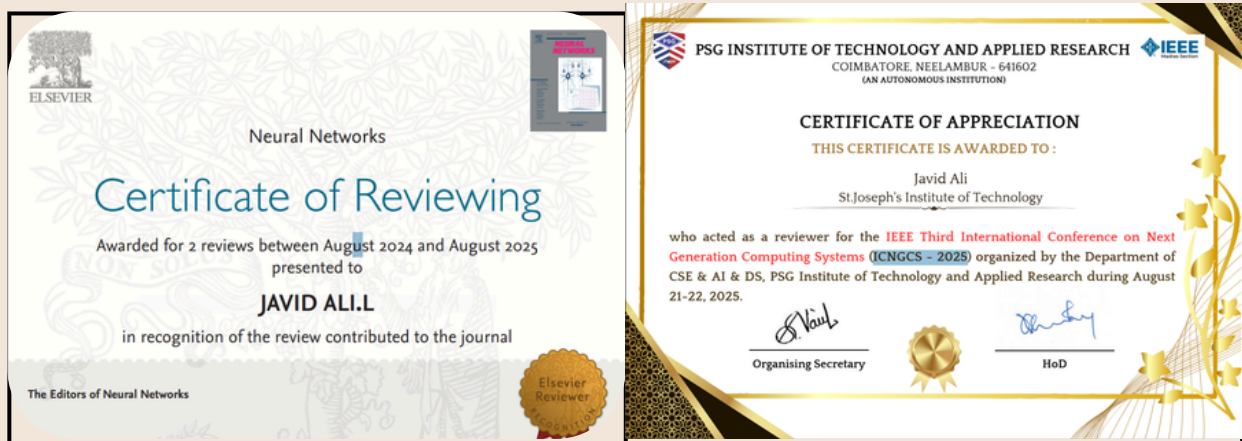 ELSEVIER
NEURAL NETWORKS
Neural Networks
Certificate of Reviewing
Awarded for 2 reviews between August 2024 and August 2025
presented to
JAVID ALI.L
in recognition of the review contributed to the journal
The Editors of Neural Networks
Elsevier
Reviewer
RECOGNITION
PSG INSTITUTE OF TECHNOLOGY AND APPLIED RESEARCH
IEEE
Madras Section
COIMBATORE, NEELAMBUR - 641602
(AN AUTONOMOUS INSTITUTION)
CERTIFICATE OF APPRECIATION
THIS CERTIFICATE IS AWARDED TO :
Javid Ali
St.Joseph's Institute of Technology
who acted as a reviewer for the IEEE Third International Conference on Next
Generation Computing Systems (ICNGCS - 2025) organized by the Department of
CSE & AI & DS, PSG Institute of Technology and Applied Research during August
21-22, 2025.
Organising Secretary
HoD